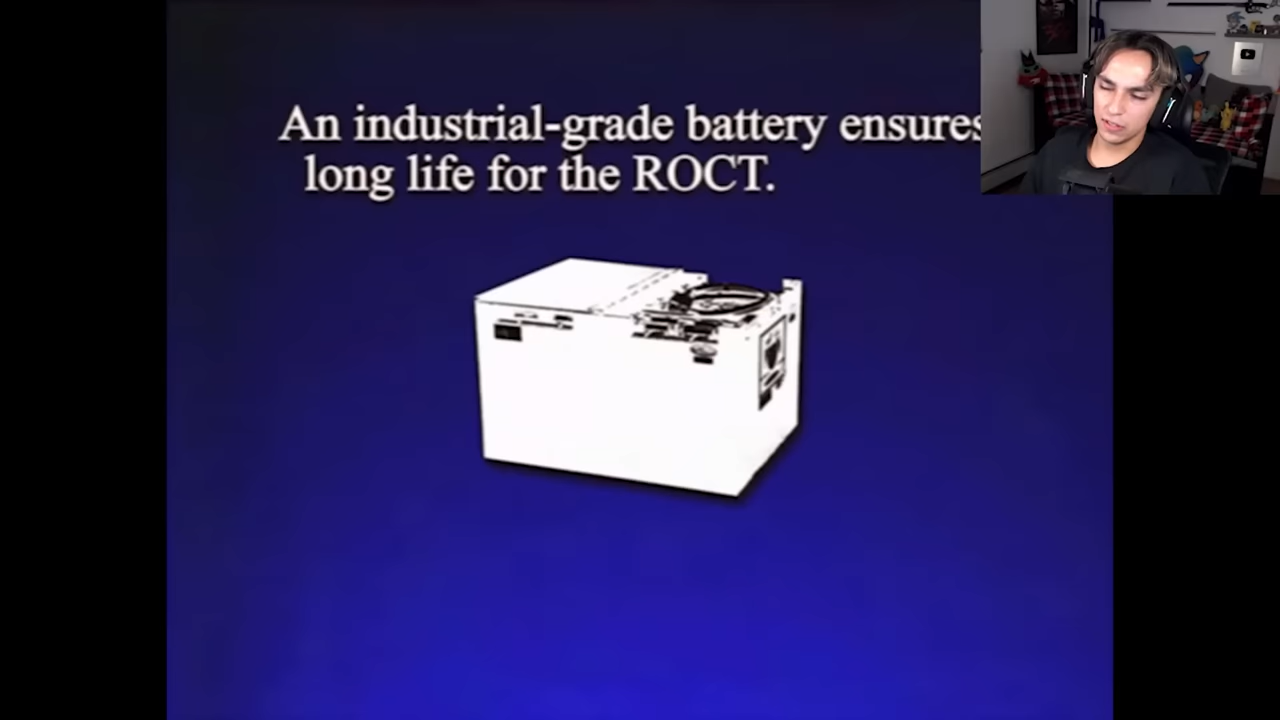 An industrial-grade battery ensures
long life for the ROCT.